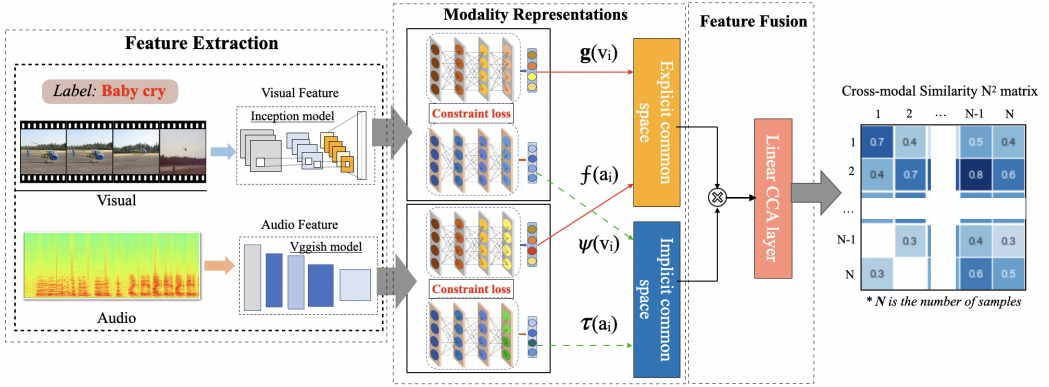 Feature Extraction
Label: Baby cry
Visual
Audio
Visual Feature
Inception model
Audio Feature
Vggish model
Modality Representations
Constraint loss
Constraint loss
g(vᵢ)
f(aᵢ)
ψ(vᵢ)
τ(aᵢ)
Explicit common
space
Implicit common
space
Feature Fusion
Linear CCA
layer
Cross-modal Similarity N² matrix
1 2 ... N-1 N
1 0.7 0.4 0.5 0.4
2 0.4 0.7 0.8 0.6
...
N-1 0.3 0.4 0.3
N 0.3 0.6 0.5
* N is the number of samples